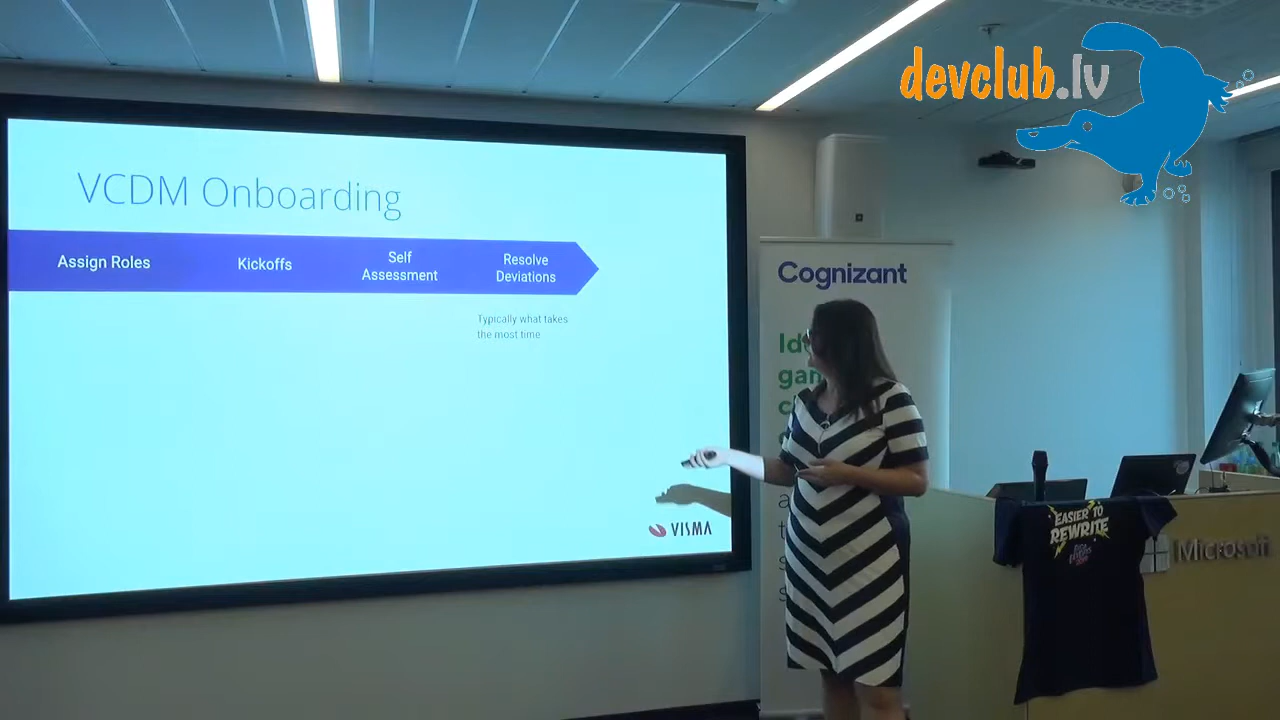 devclub.lv
VCDM Onboarding
Assign Roles
Kickoffs
Self
Assessment
Resolve
Deviations
Typically what takes
the most time
VISMA
Cognizant
EASIER TO
REWRITE
Microsoft